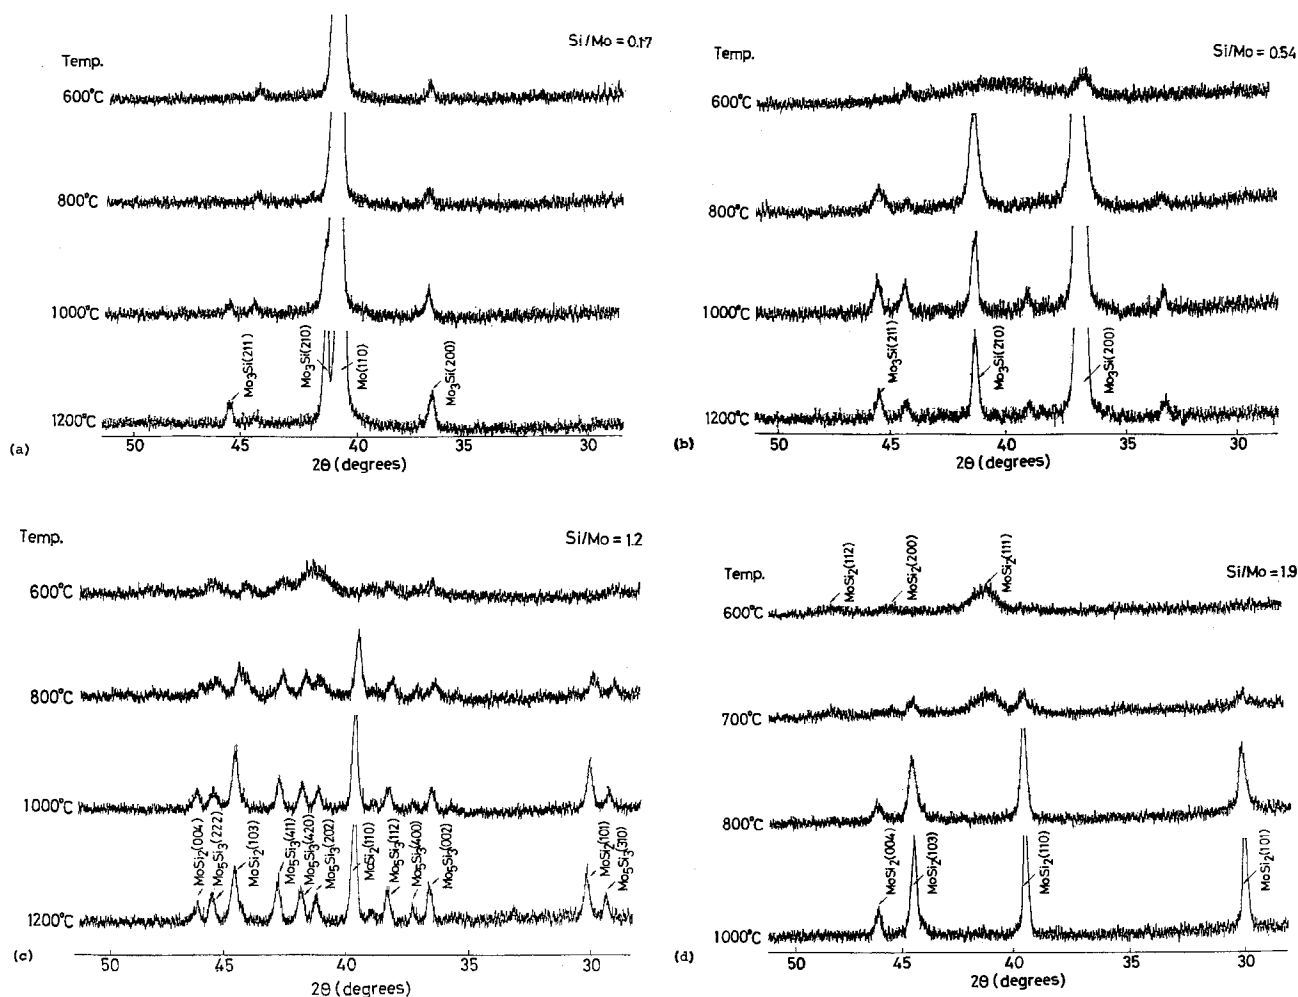 Si/Mo = 0.17
Temp.
600°C
800°C
1000°C
Mo3Si(211)
Mo3Si(210)
Mo(110)
Mo3Si(200)
1200°C
50 45 40 35 30
(a)
2θ (degrees)
Temp.
Si/Mo = 0.54
600°C
800°C
1000°C
Mo3Si(211)
Mo3Si(210)
Mo3Si(200)
1200°C
50 45 40 35 30
(b)
2θ (degrees)
Temp.
Si/Mo = 1.2
600°C
800°C
1000°C
MoSi2(004)
Mo5Si3(222)
MoSi2(103)
Mo5Si3(411)
Mo5Si3(420)
Mo5Si3(202)
MoSi2(110)
Mo5Si3(112)
Mo5Si3(400)
Mo5Si3(002)
MoSi2(101)
Mo5Si3(310)
1200°C
(c)
50 45 40 35 30
2θ (degrees)
MoSi2(112)
MoSi2(200)
MoSi2(111)
Temp.
Si/Mo = 1.9
600°C
700°C
800°C
MoSi2(004)
MoSi2(103)
MoSi2(110)
MoSi2(101)
1000°C
(d)
50 45 40 35 30
2θ (degrees)